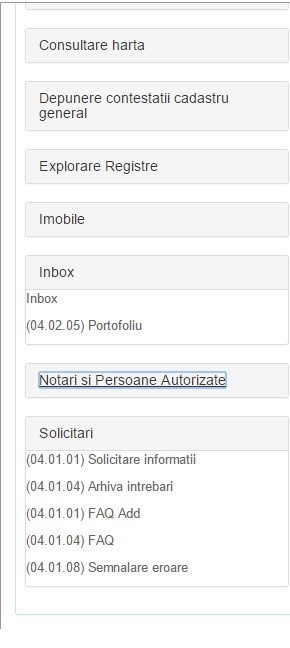 Consultare harta
Depunere contestatii cadastru
general
Explorare Registre
Imobile
Inbox
Inbox
(04.02.05) Portofoliu
Notari si Persoane Autorizate
Solicitari
(04.01.01) Solicitare informatii
(04.01.04) Arhiva intrebari
(04.01.01) FAQ Add
(04.01.04) FAQ
(04.01.08) Semnalare eroare